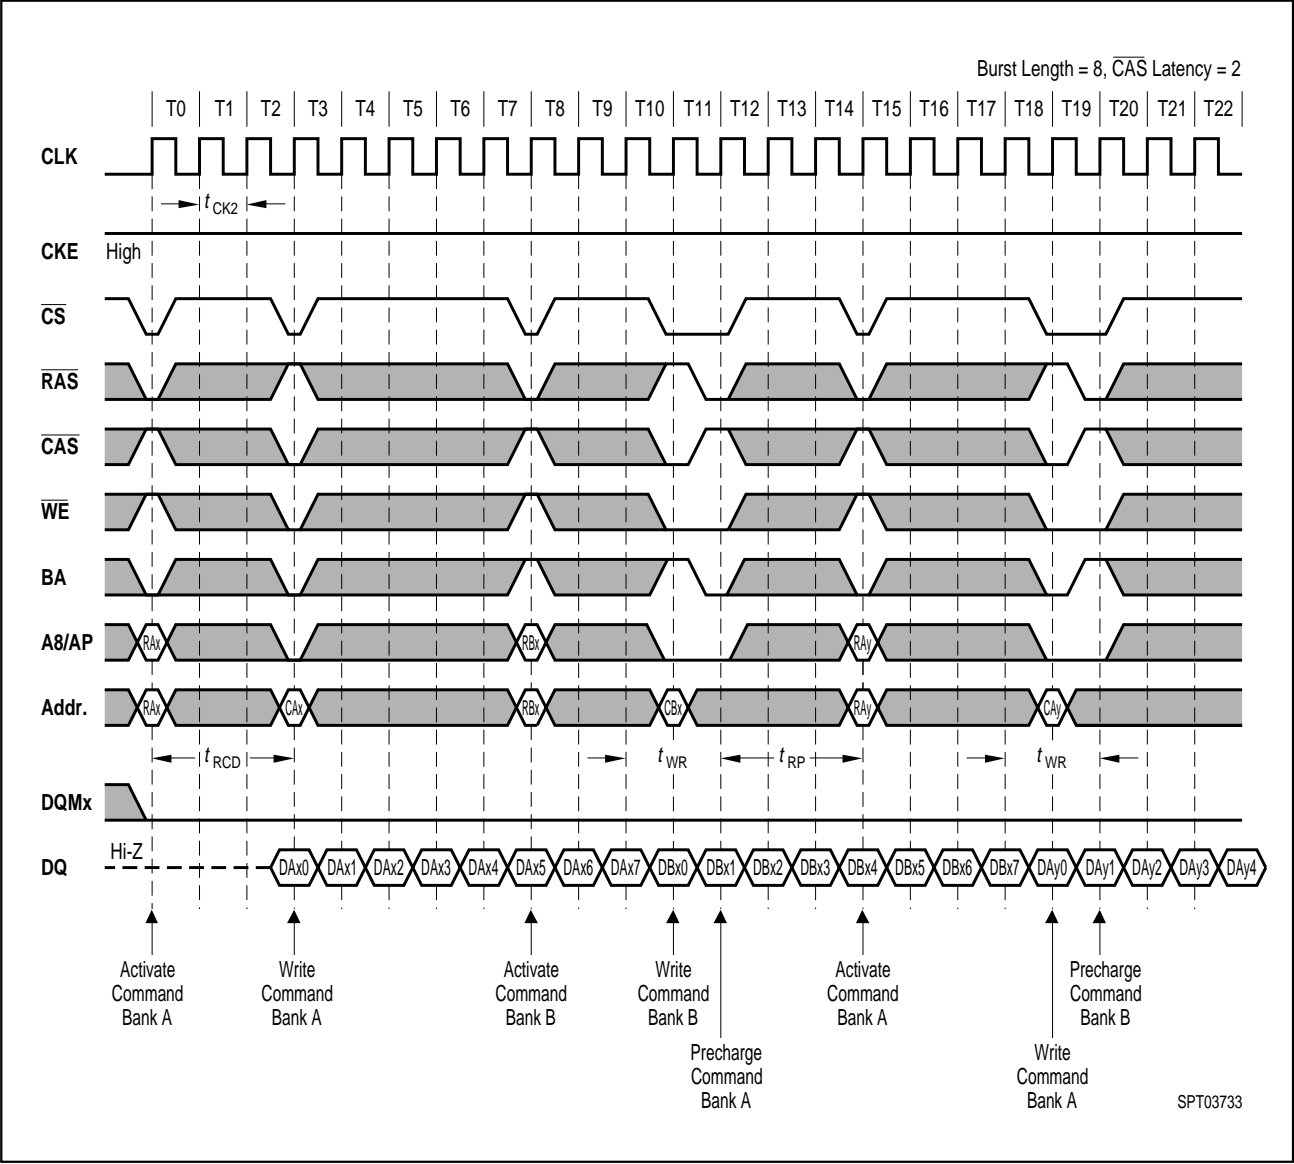 Burst Length = 8, CAS Latency = 2
T0 T1 T2 T3 T4 T5 T6 T7 T8 T9 T10 T11 T12 T13 T14 T15 T16 T17 T18 T19 T20 T21 T22
CLK
t CK2
CKE High
CS
RAS
CAS
WE
BA
A8/AP RAx RBx RAy
Addr. RAx CAx RBx CBx RAy CAy
t RCD t WR t RP t WR
DQMx
Hi-Z
DQ DAx0 DAx1 DAx2 DAx3 DAx4 DAx5 DAx6 DAx7 DBx0 DBx1 DBx2 DBx3 DBx4 DBx5 DBx6 DBx7 DAy0 DAy1 DAy2 DAy3 DAy4
Activate Command Bank A
Write Command Bank A
Activate Command Bank B
Write Command Bank B
Activate Command Bank A
Precharge Command Bank B
Precharge Command Bank A
Write Command Bank A
SPT03733